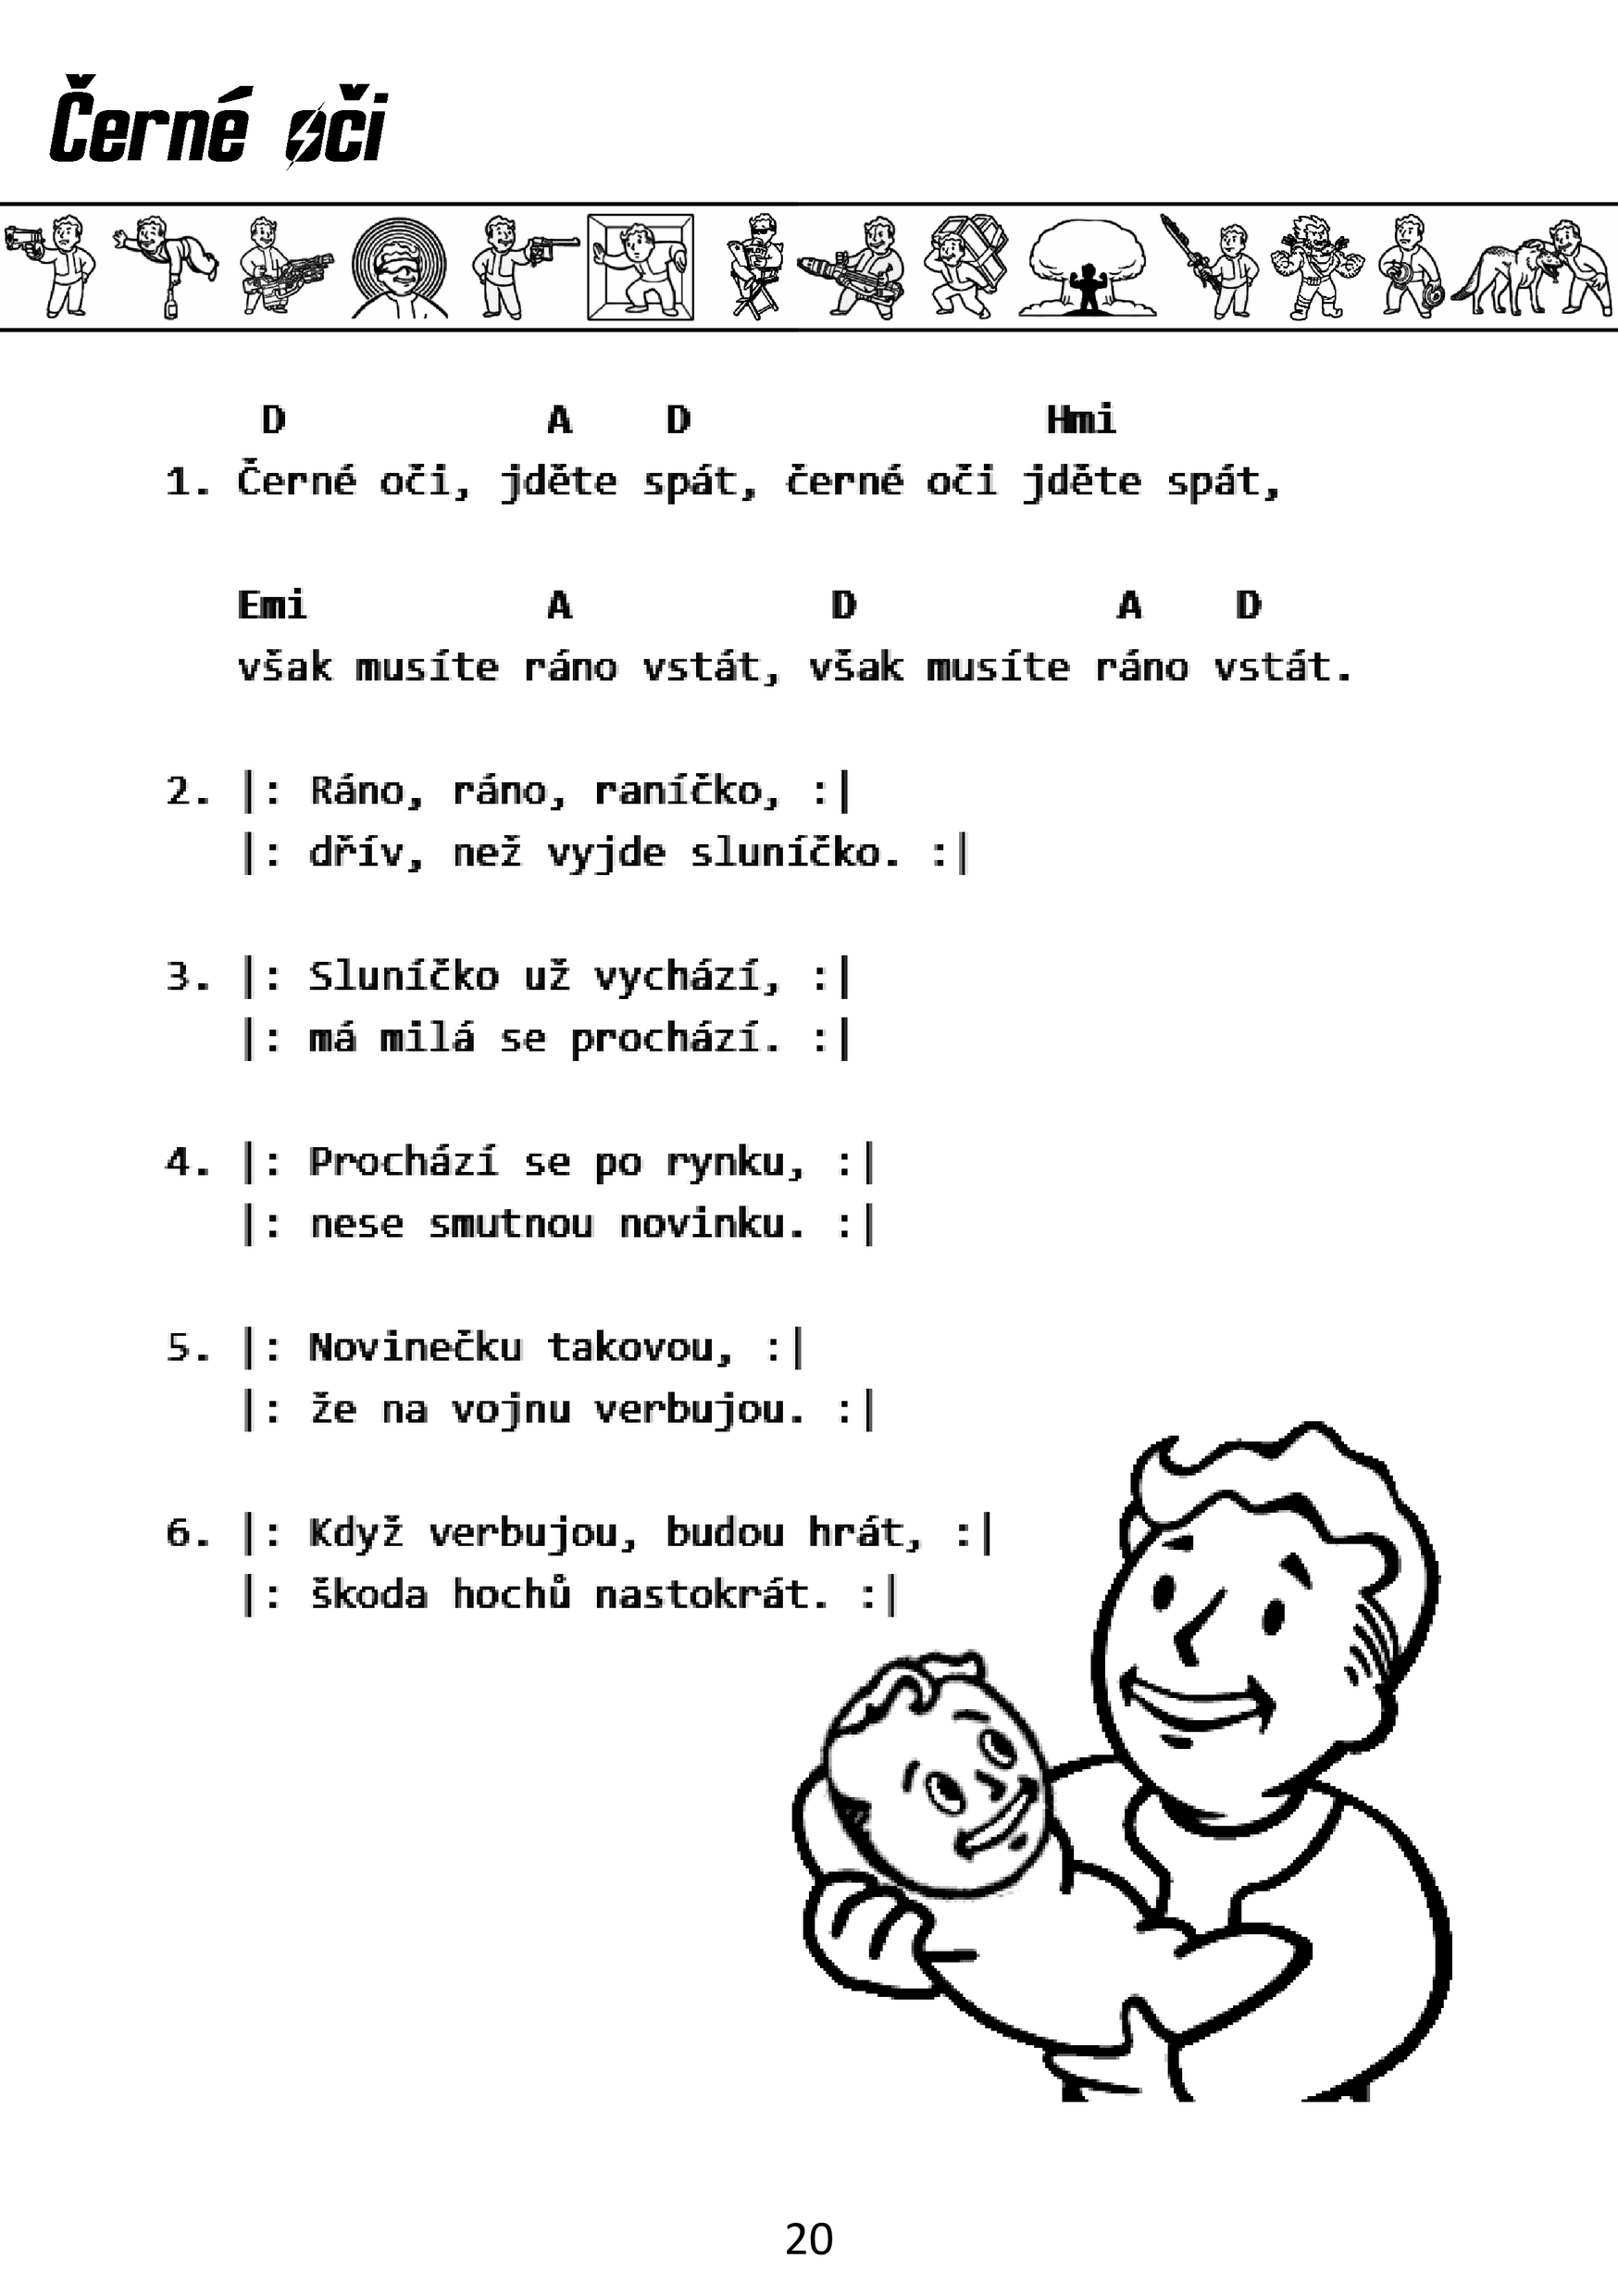 Černé oči
D A D Hmi
1. Černé oči, jděte spát, černé oči jděte spát,
Emi A D A D
však musíte ráno vstát, však musíte ráno vstát.
2. |: Ráno, ráno, raníčko, :|
|: dřív, než vyjde sluníčko. :|
3. |: Sluníčko už vychází, :|
|: má milá se prochází. :|
4. |: Prochází se po rynku, :|
|: nese smutnou novinku. :|
5. |: Novinečku takovou, :|
|: že na vojnu verbujou. :|
6. |: Když verbujou, budou hrát, :|
|: škoda hochů nastokrát. :|
20